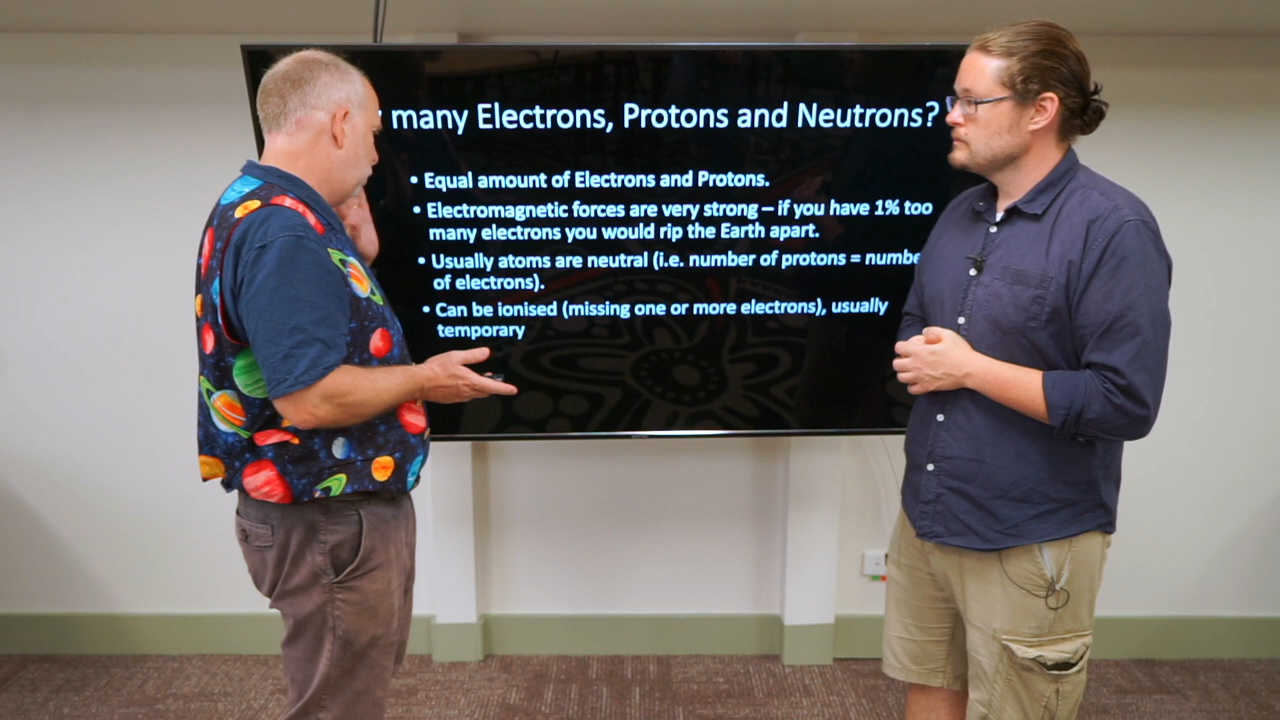 many Electrons, Protons and Neutrons?
• Equal amount of Electrons and Protons.
• Electromagnetic forces are very strong – if you have 1% too
many electrons you would rip the Earth apart.
• Usually atoms are neutral (i.e. number of protons = numbe
of electrons).
• Can be ionised (missing one or more electrons), usually
temporary